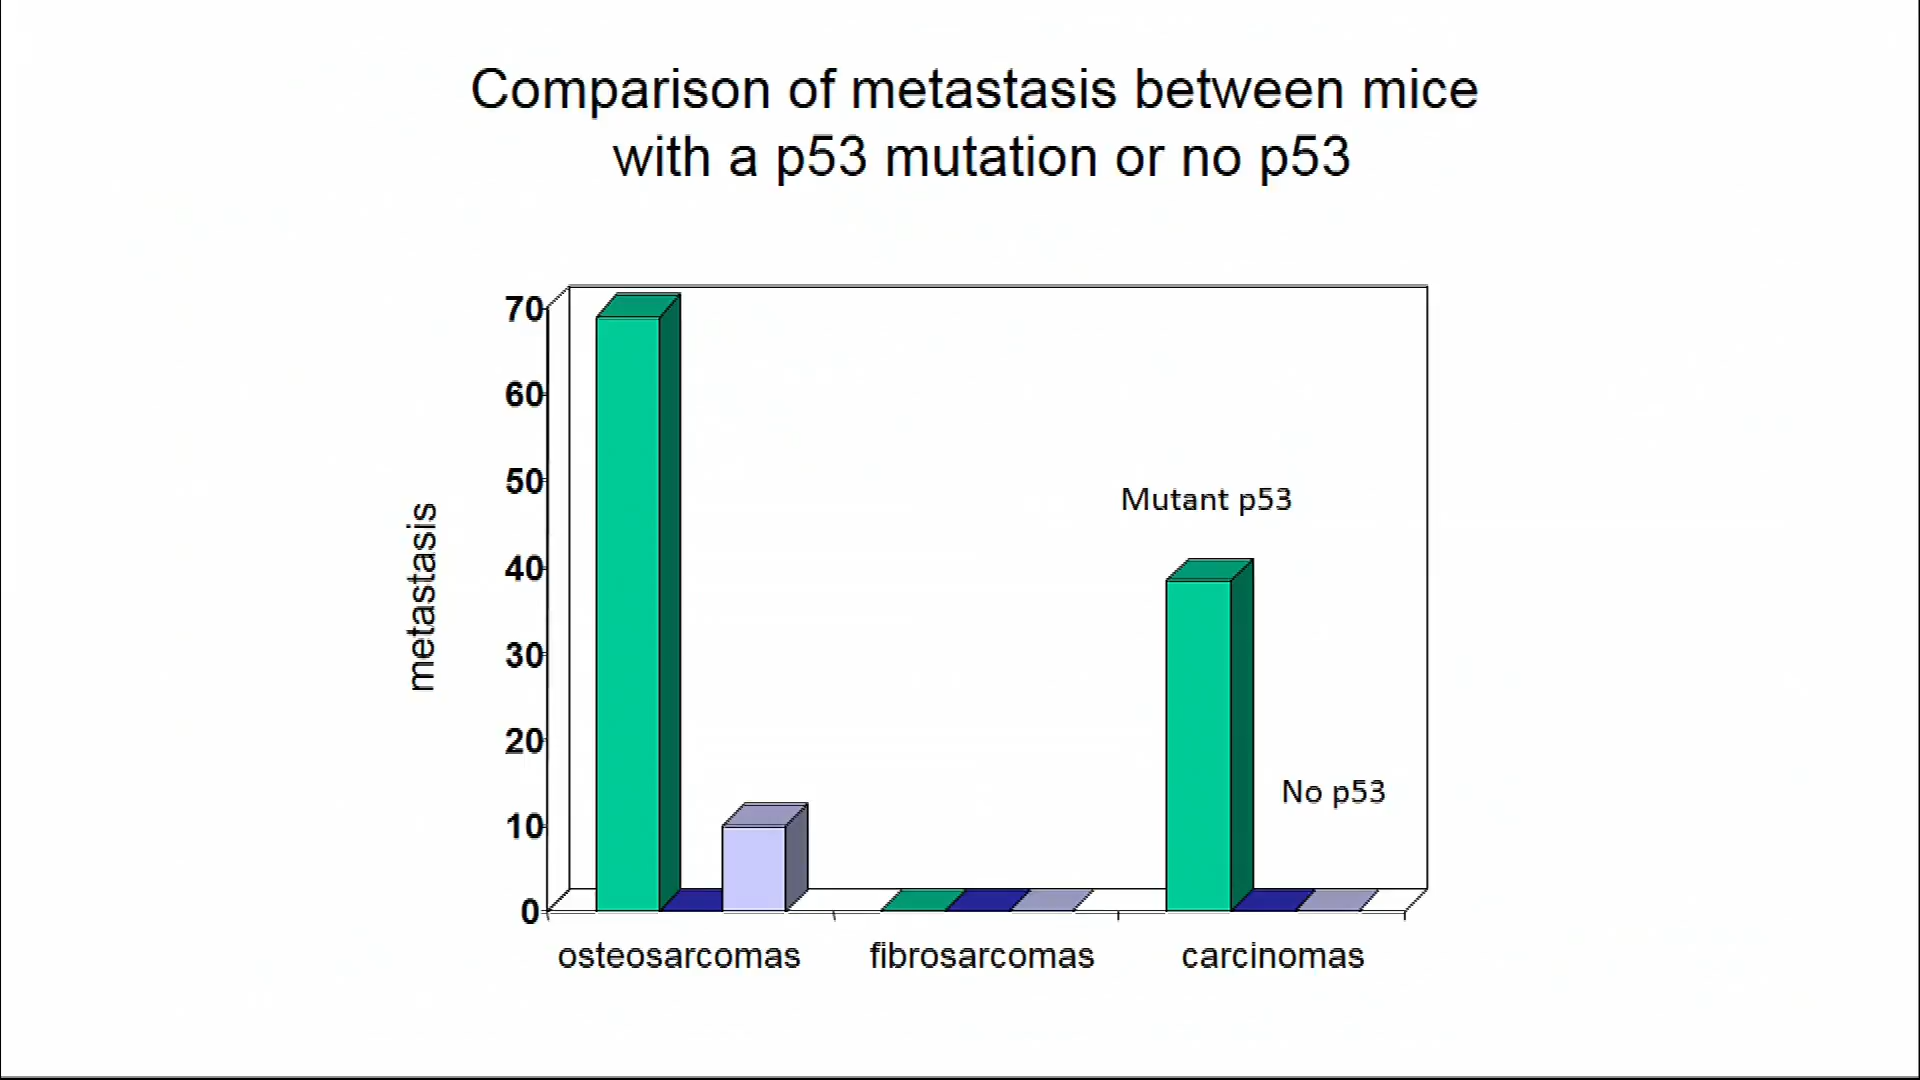 Comparison of metastasis between mice
with a p53 mutation or no p53
70
60
50
40
30
20
10
0
metastasis
Mutant p53
No p53
osteosarcomas
fibrosarcomas
carcinomas